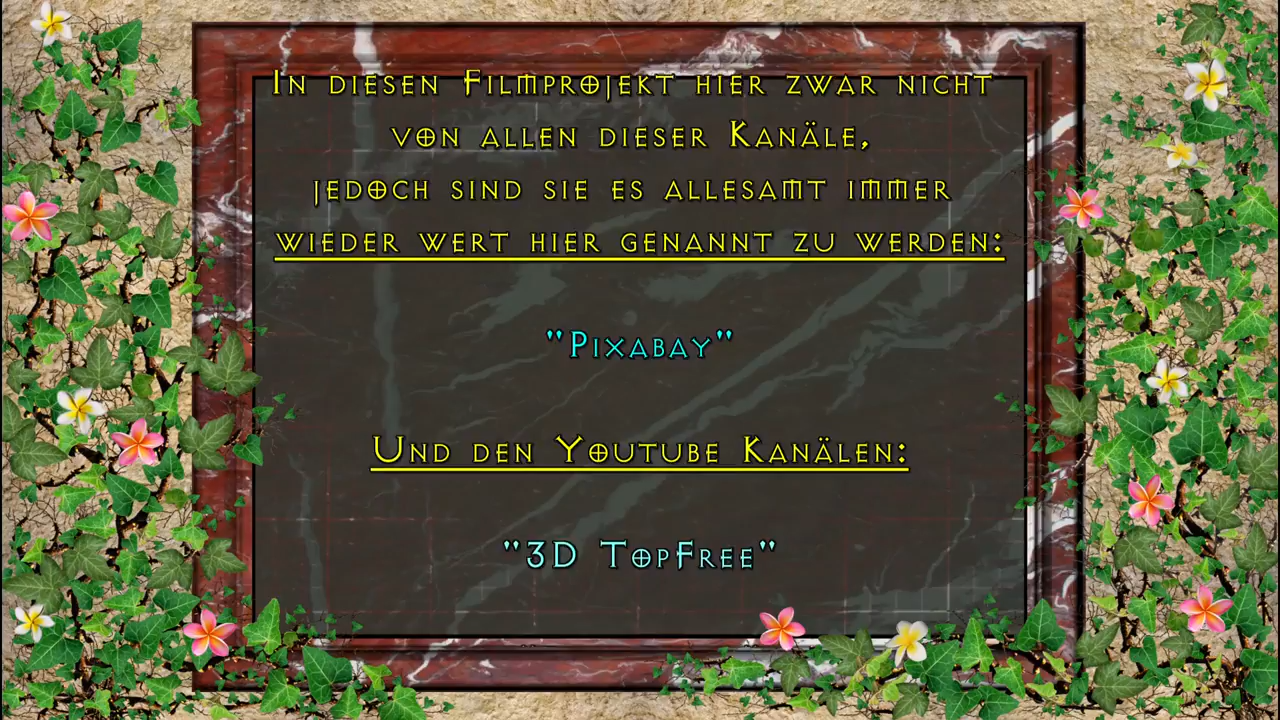 In diesen Filmprojekt hier zwar nicht
von allen dieser Kanäle,
jedoch sind sie es allesamt immer
wieder wert hier genannt zu werden:
"Pixabay"
Und den Youtube Kanälen:
"3D TopFree"